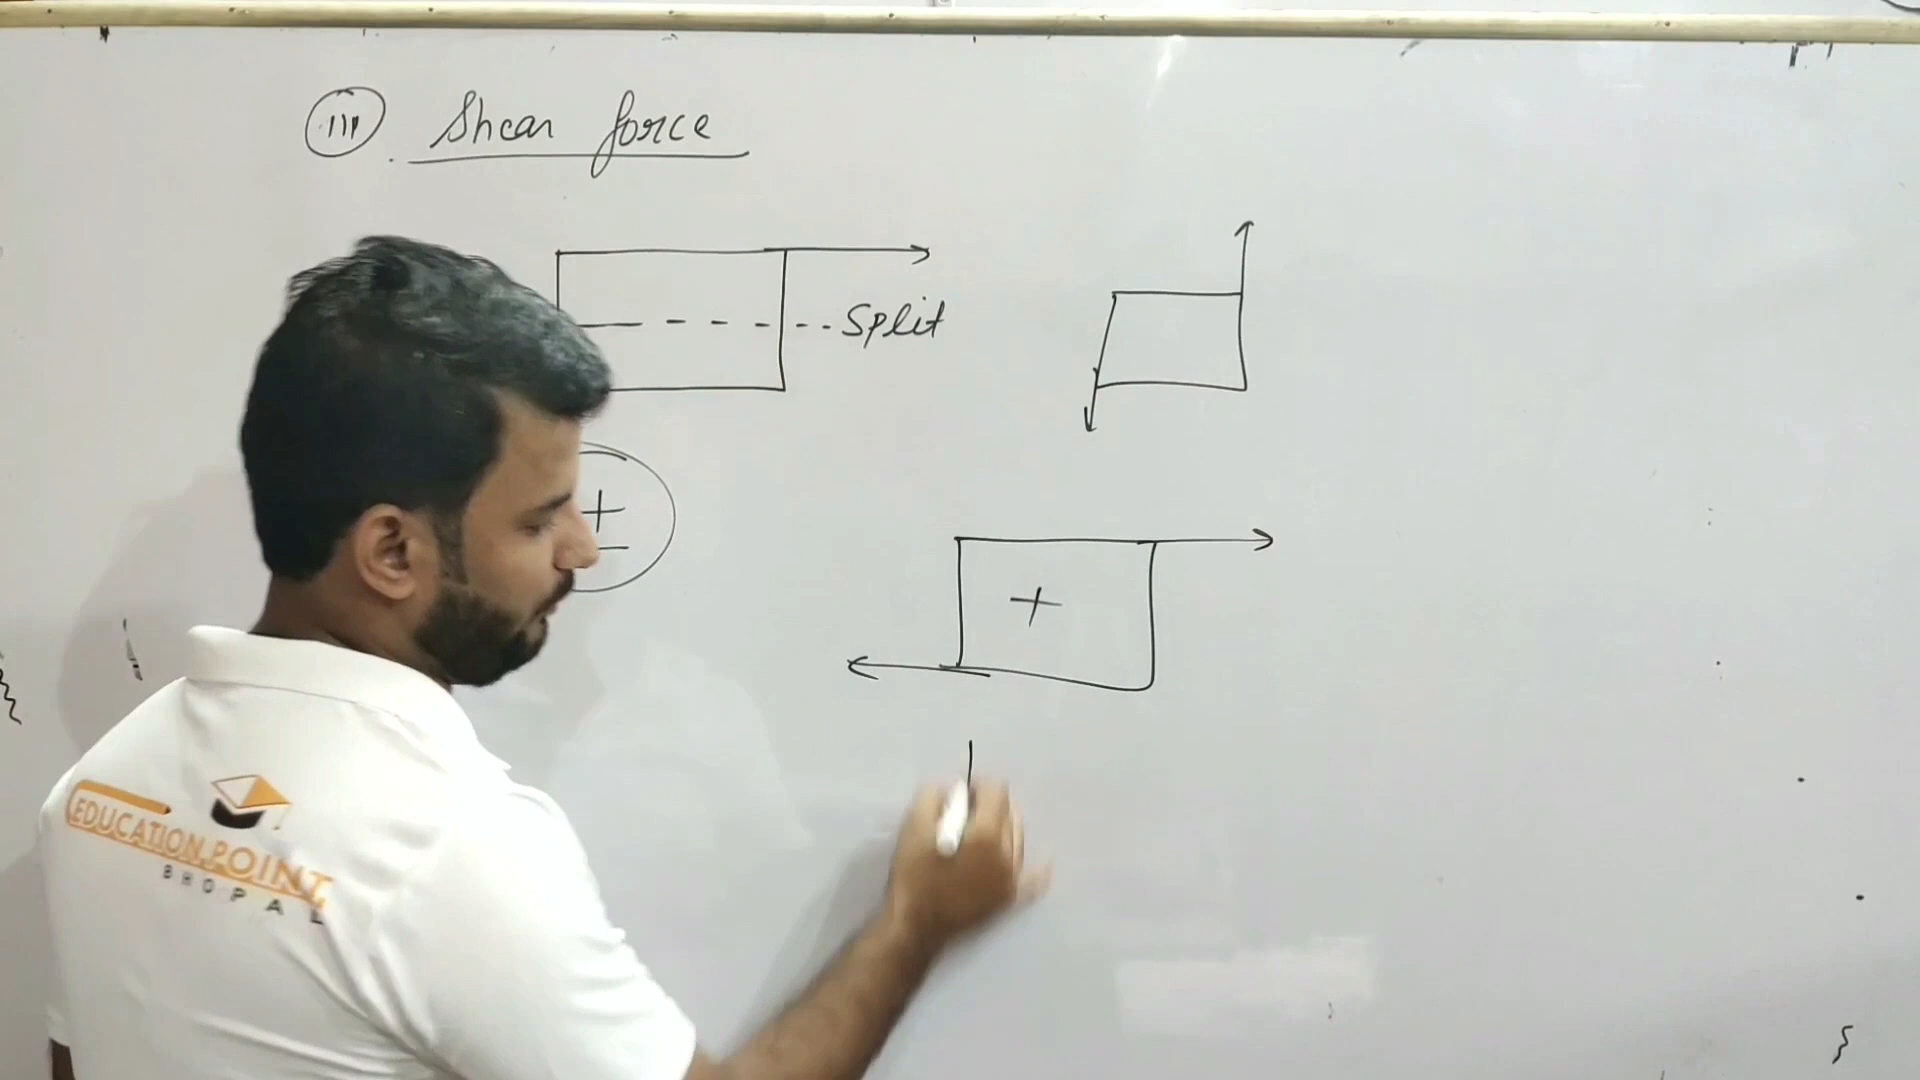 (iii). Shear force
Split
+
-
+
EDUCATION POINT
BHOPAL